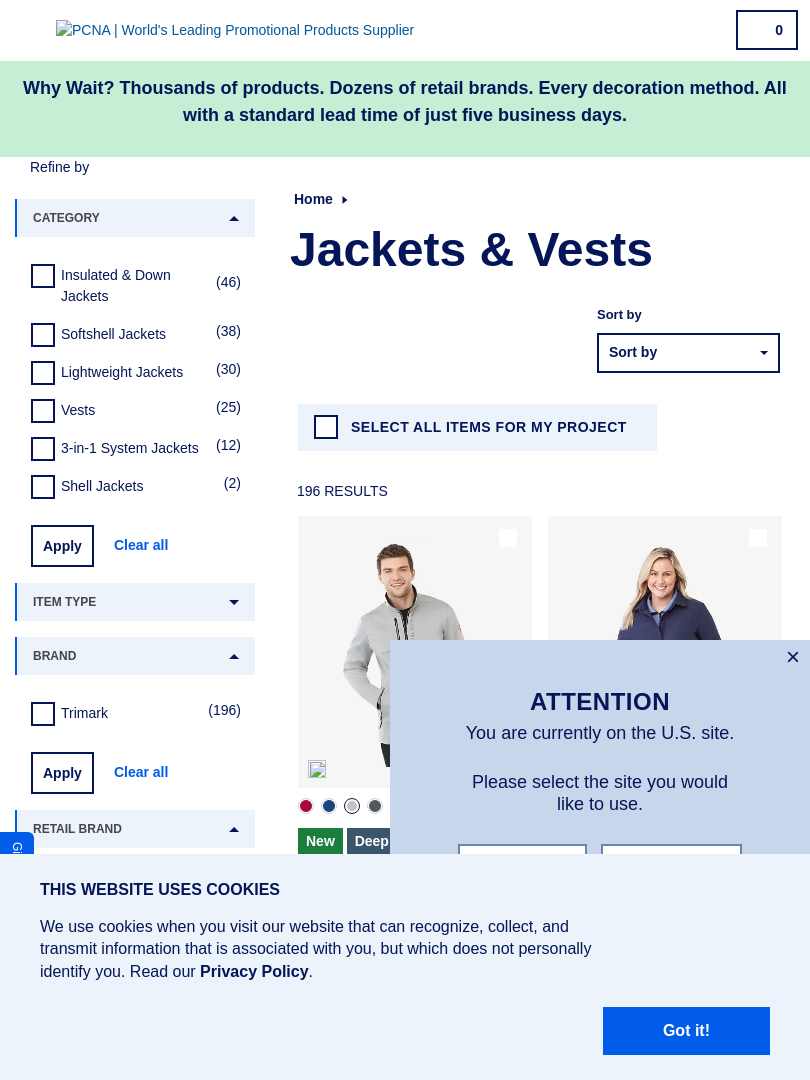 PCNA | World's Leading Promotional Products Supplier
0
Why Wait? Thousands of products. Dozens of retail brands. Every decoration method. All
with a standard lead time of just five business days.
Refine by
CATEGORY
Insulated & Down
Jackets
(46)
Softshell Jackets (38)
Lightweight Jackets (30)
Vests (25)
3-in-1 System Jackets (12)
Shell Jackets (2)
Apply Clear all
ITEM TYPE
BRAND
Trimark (196)
Apply Clear all
RETAIL BRAND
Home
Jackets & Vests
Sort by
Sort by
SELECT ALL ITEMS FOR MY PROJECT
196 RESULTS
New Deep
×
ATTENTION
You are currently on the U.S. site.
Please select the site you would
like to use.
THIS WEBSITE USES COOKIES
We use cookies when you visit our website that can recognize, collect, and
transmit information that is associated with you, but which does not personally
identify you. Read our Privacy Policy.
Got it!